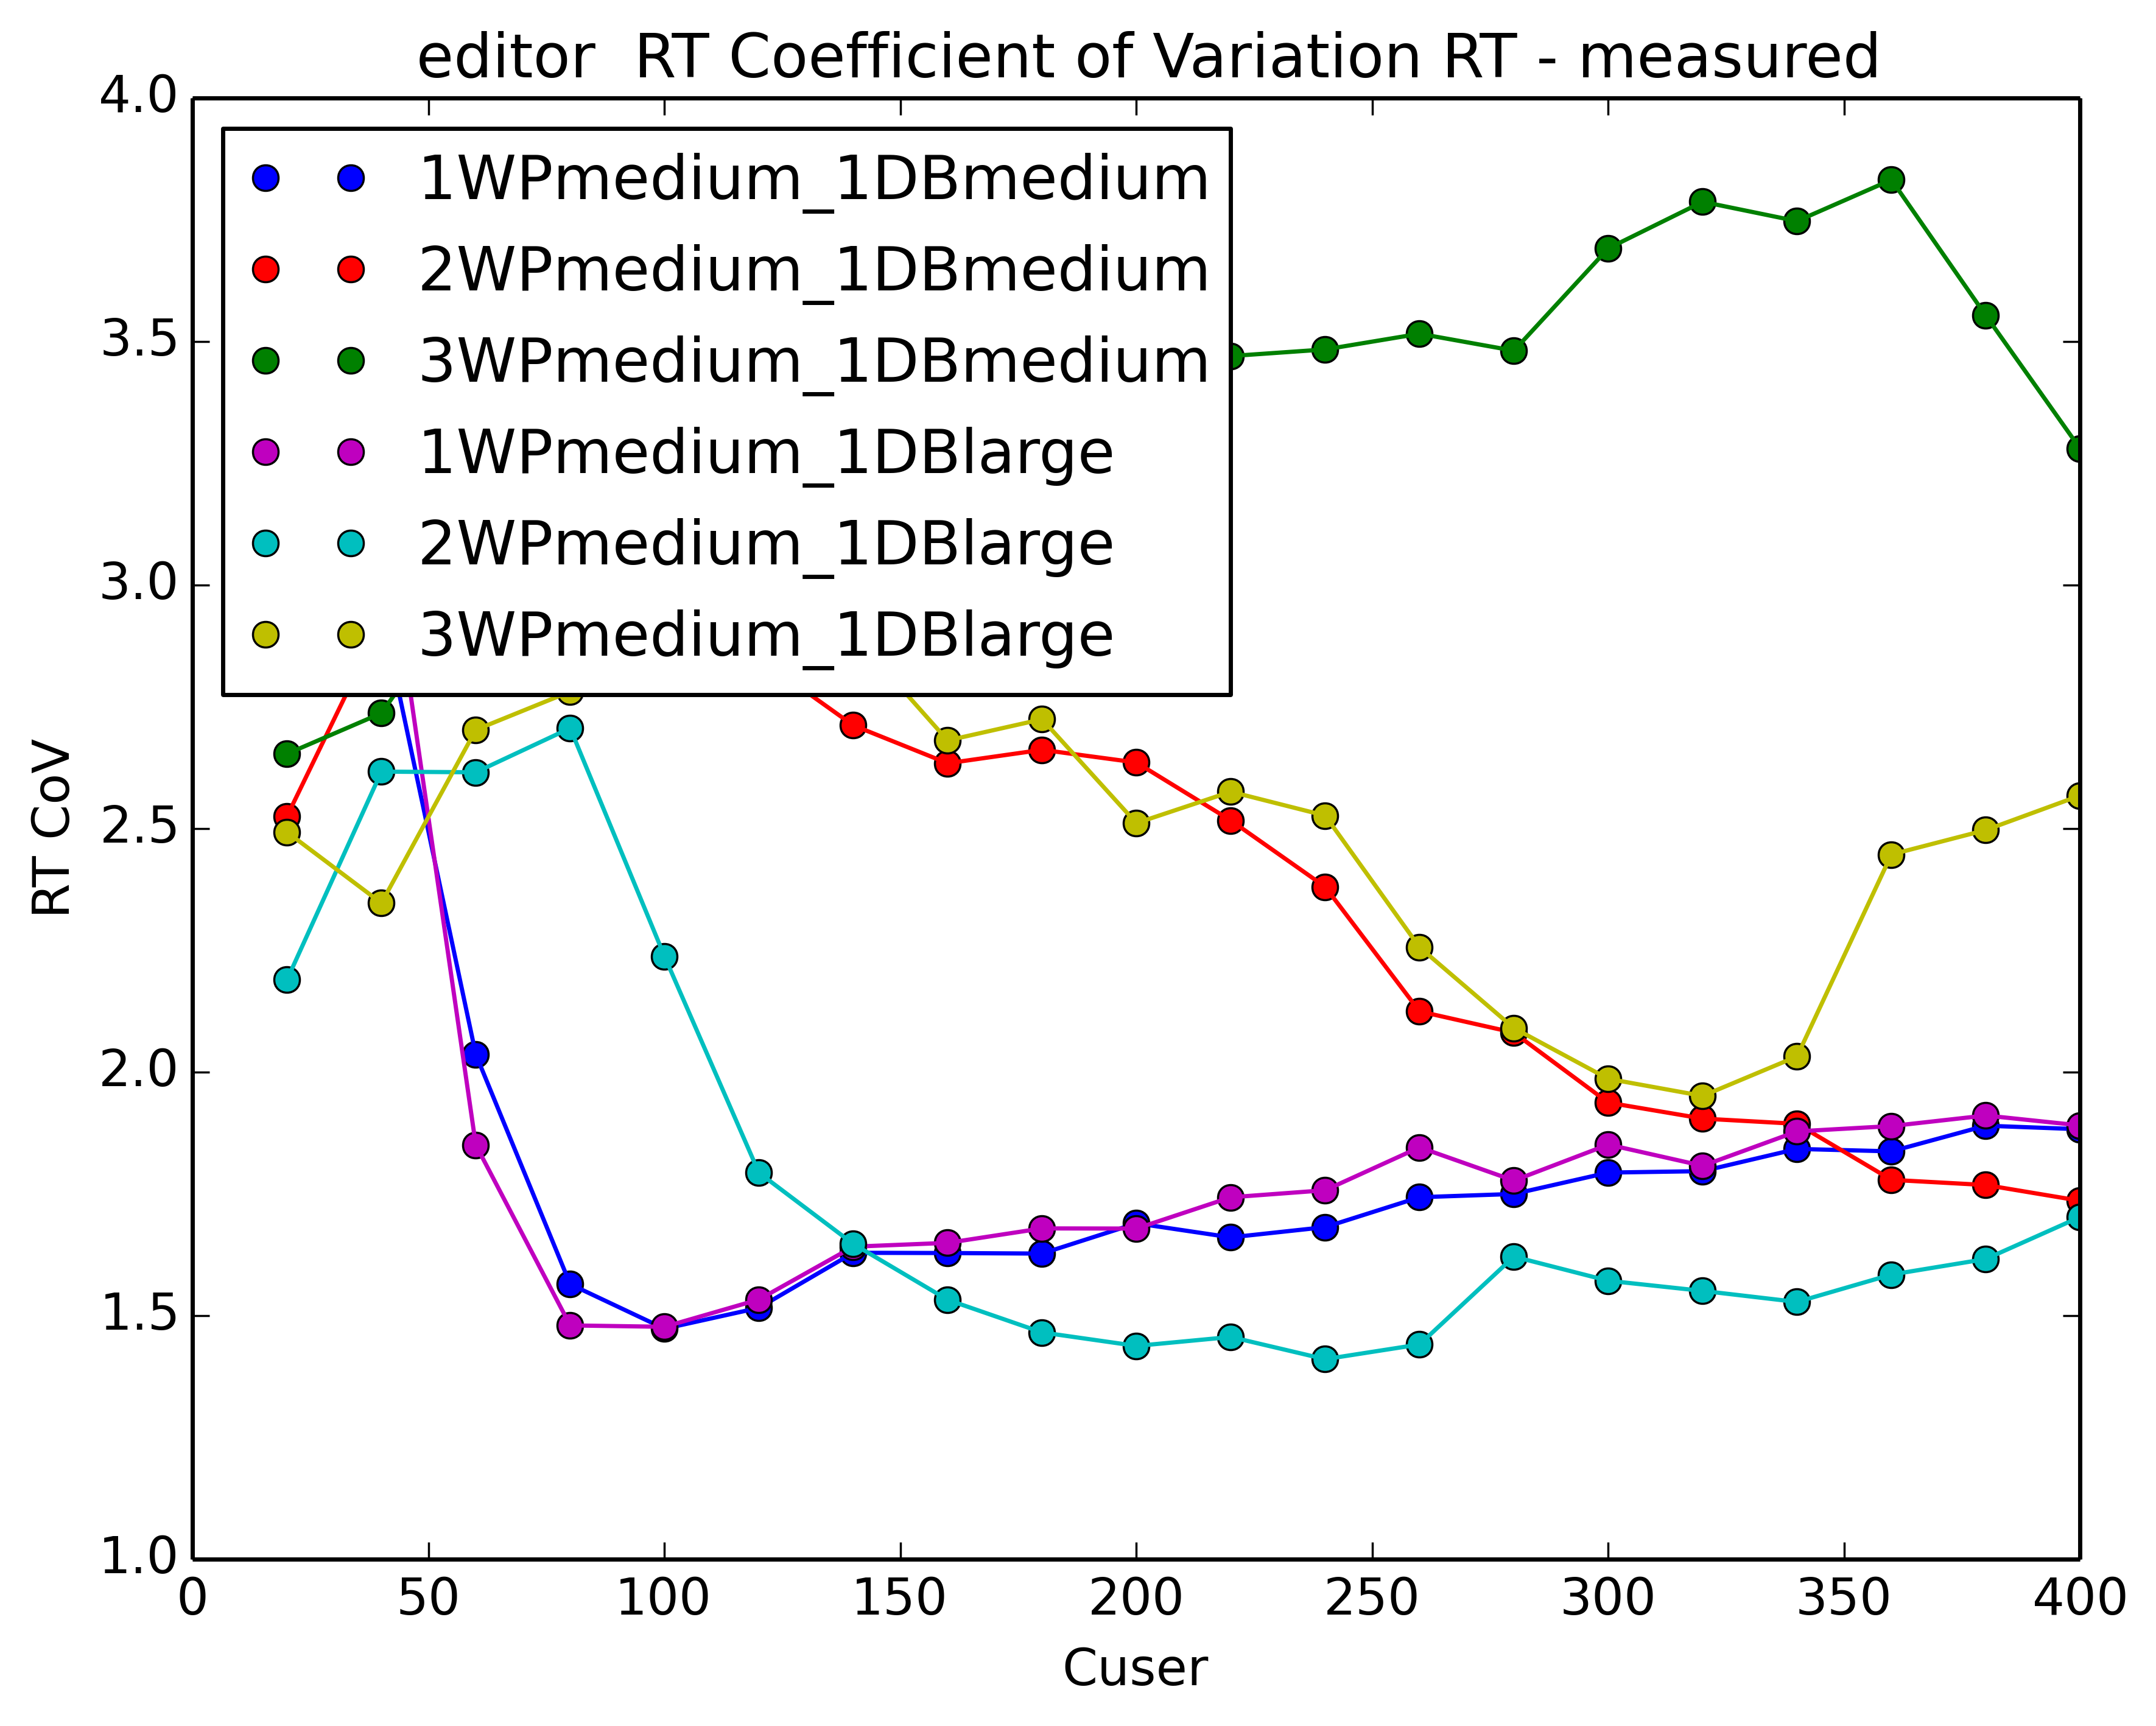 editor  RT Coefficient of Variation RT - measured
4.0
3.5
3.0
2.5
2.0
1.5
1.0
RT CoV
1WPmedium_1DBmedium
2WPmedium_1DBmedium
3WPmedium_1DBmedium
1WPmedium_1DBlarge
2WPmedium_1DBlarge
3WPmedium_1DBlarge
0 50 100 150 200 250 300 350 400
Cuser